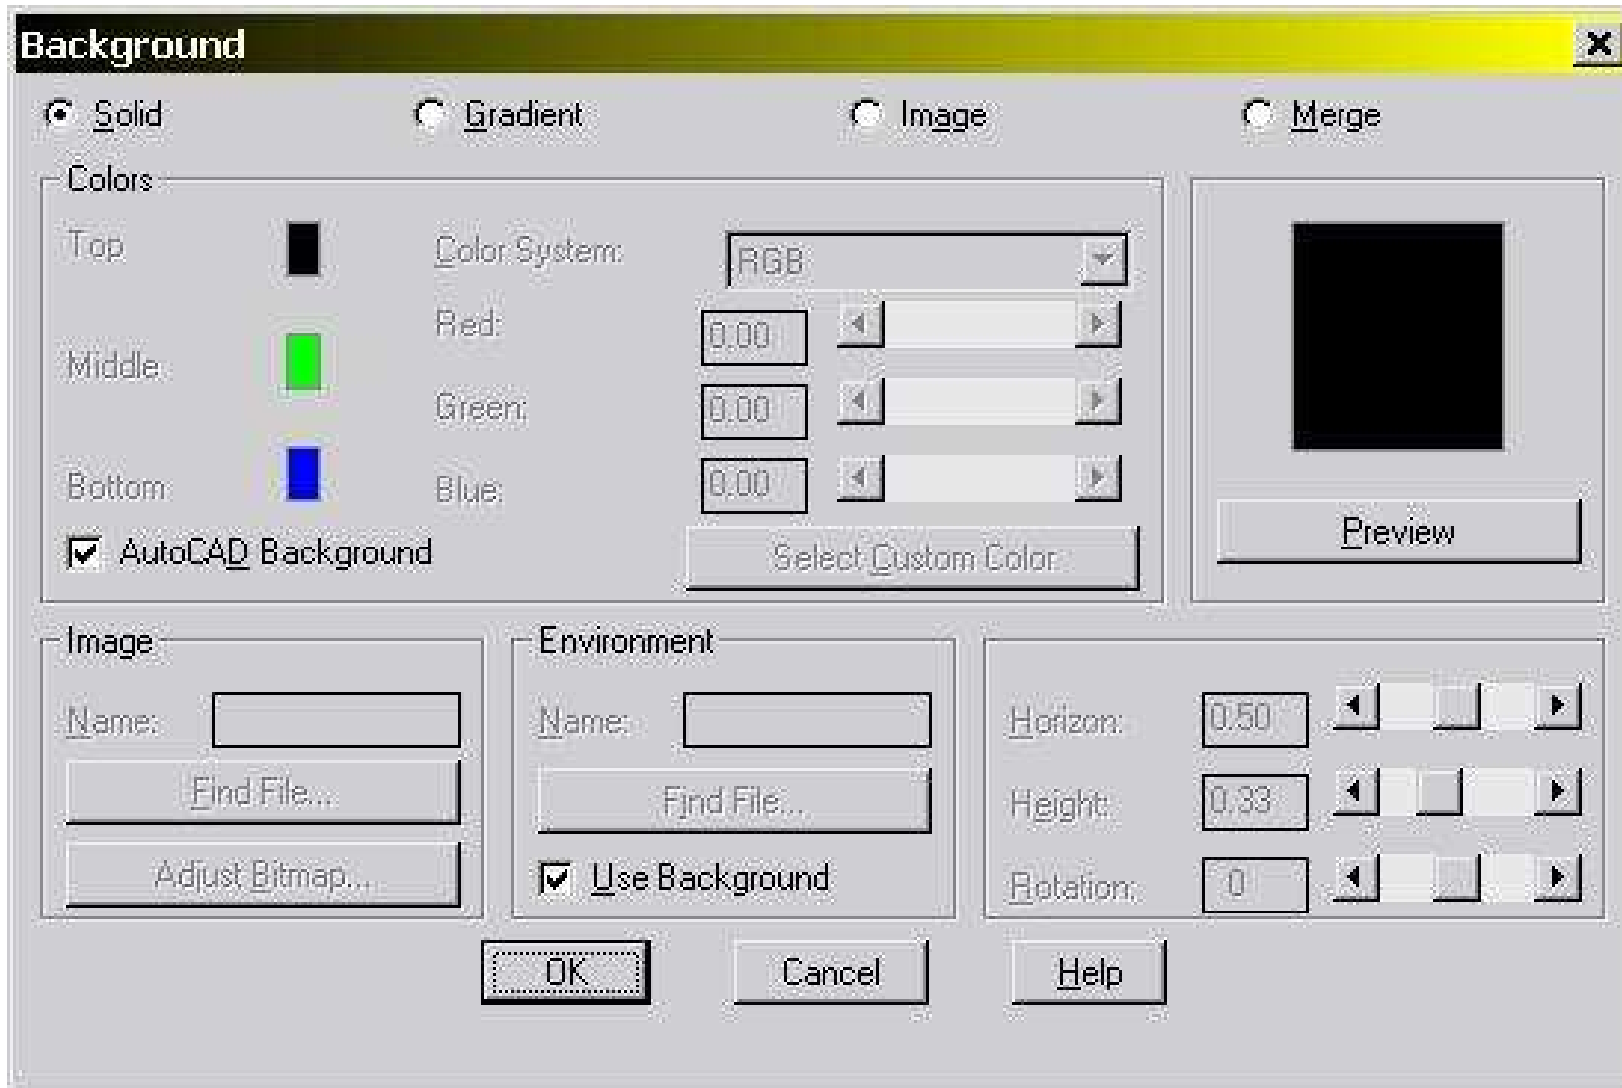 Background
Solid Gradient Image Merge
Colors
Top
Color System: RGB
Red: 0.00
Middle
Green: 0.00
Bottom
Blue: 0.00
AutoCAD Background
Select Custom Color
Preview
Image
Name:
Find File...
Adjust Bitmap...
Environment
Name:
Find File...
Use Background
Horizon: 0.50
Height: 0.33
Rotation: 0
OK Cancel Help